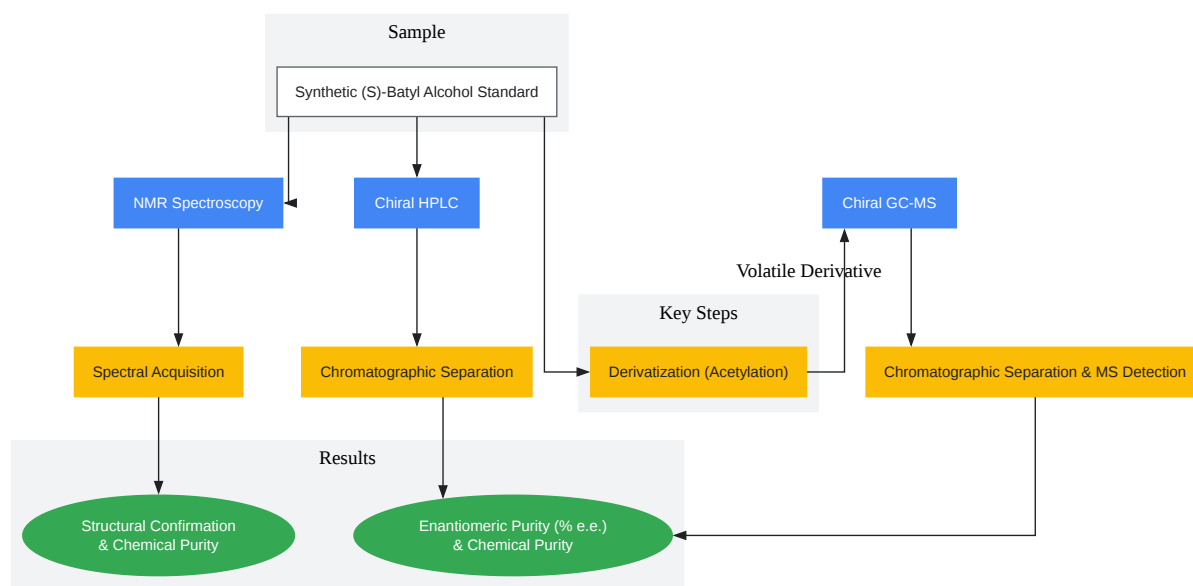 Sample
Synthetic (S)-Batyl Alcohol Standard
NMR Spectroscopy
Chiral HPLC
Chiral GC-MS
Volatile Derivative
Key Steps
Spectral Acquisition
Chromatographic Separation
Derivatization (Acetylation)
Chromatographic Separation & MS Detection
Results
Structural Confirmation
& Chemical Purity
Enantiomeric Purity (% e.e.)
& Chemical Purity